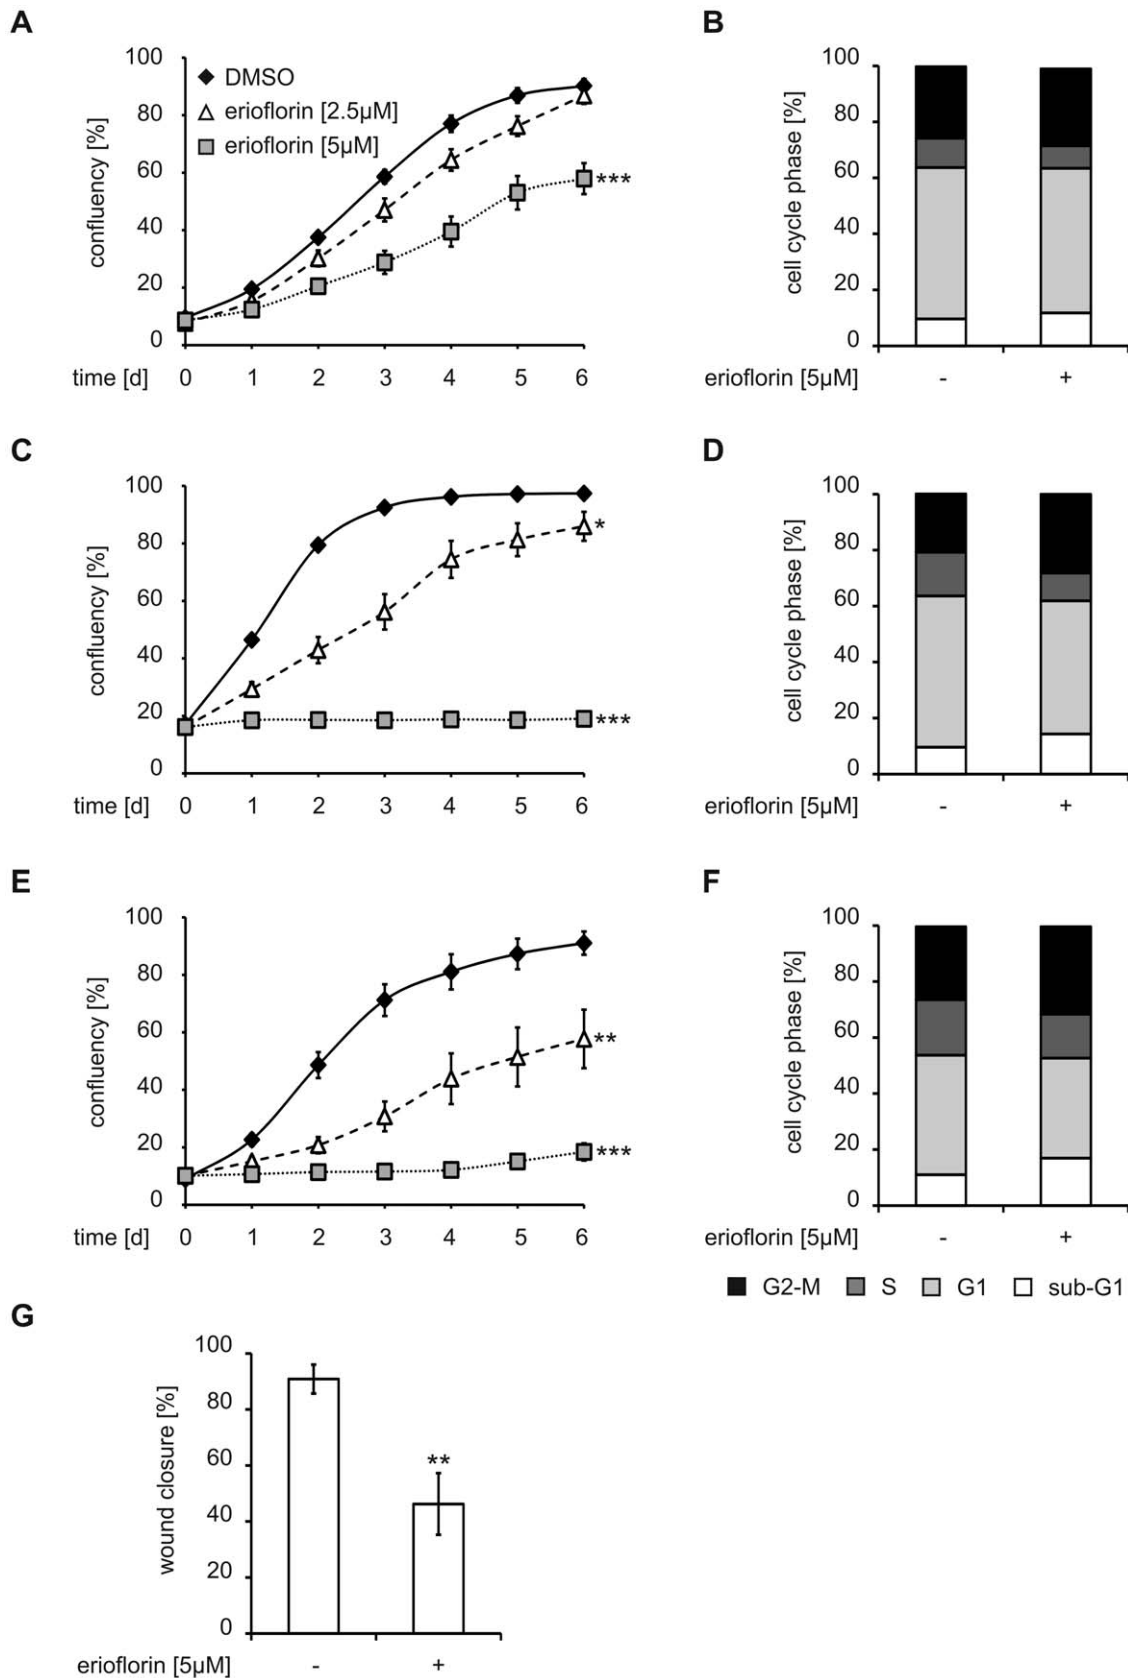 A
confluency [%]
100
80
60
40
20
0
DMSO
erioflorin [2.5µM]
erioflorin [5µM]
***
time [d] 0 1 2 3 4 5 6
B
cell cycle phase [%]
100
80
60
40
20
0
erioflorin [5µM] - +
C
confluency [%]
100
80
60
40
20
0
*
***
time [d] 0 1 2 3 4 5 6
D
cell cycle phase [%]
100
80
60
40
20
0
erioflorin [5µM] - +
E
confluency [%]
100
80
60
40
20
0
**
***
time [d] 0 1 2 3 4 5 6
F
cell cycle phase [%]
100
80
60
40
20
0
erioflorin [5µM] - +
G2-M S G1 sub-G1
G
wound closure [%]
100
80
60
40
20
0
**
erioflorin [5µM] - +